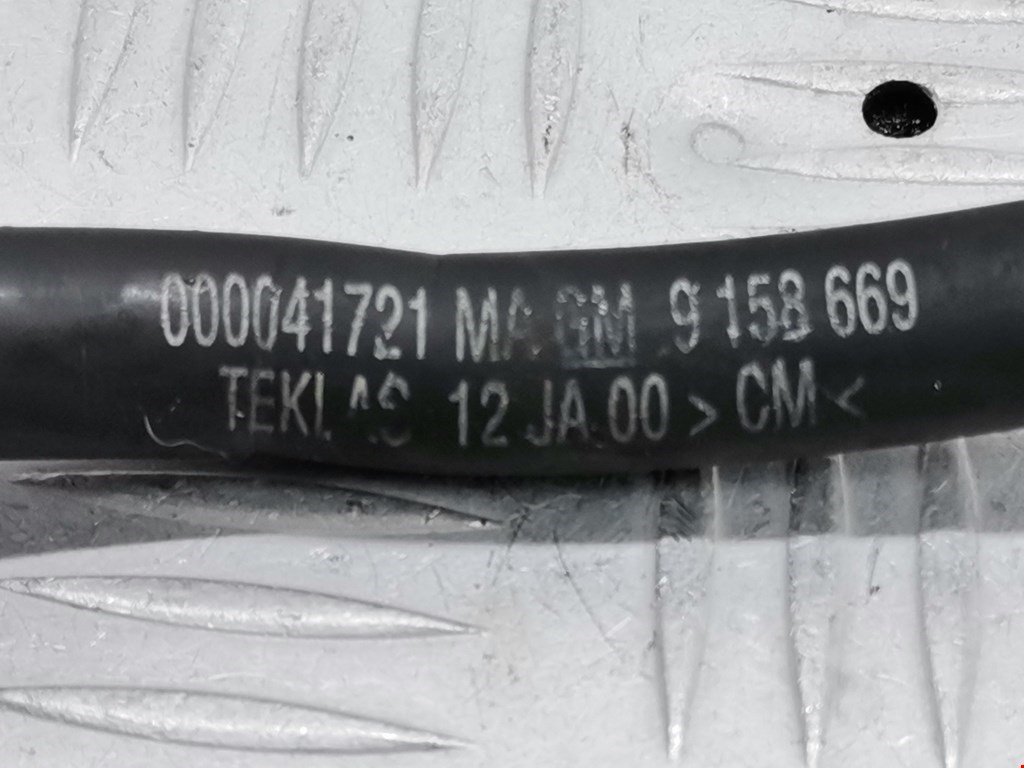 000041721 MA GM 9 158 669
TEKLAS 12 JA 00 > CM <